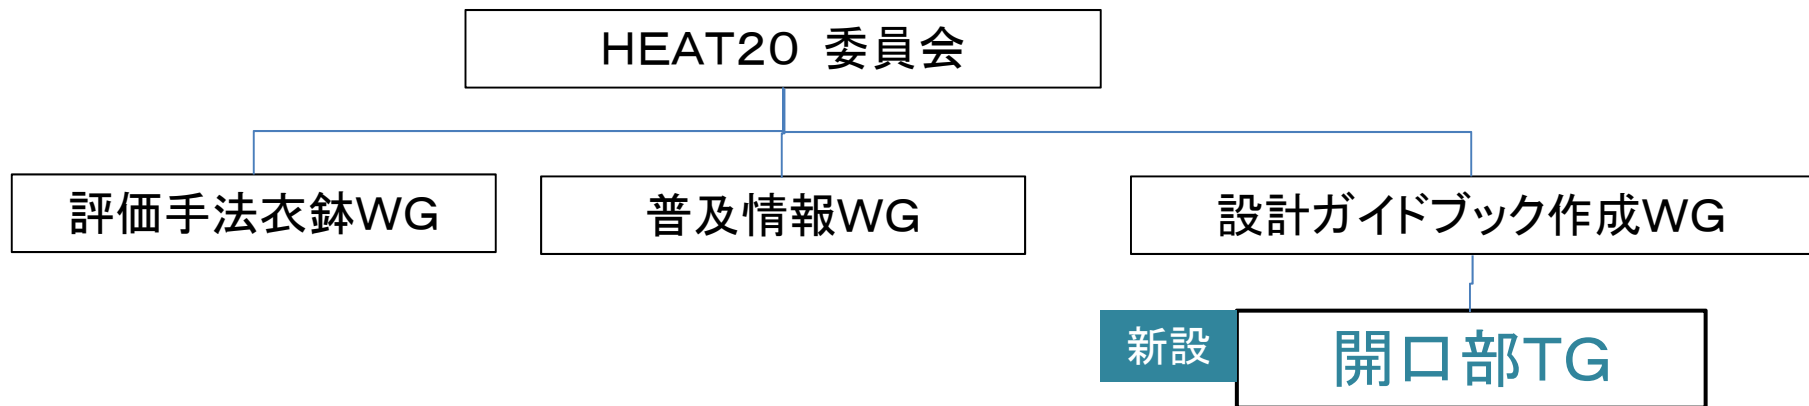 HEAT20 委員会
評価手法衣鉢WG
普及情報WG
設計ガイドブック作成WG
新設
開口部TG